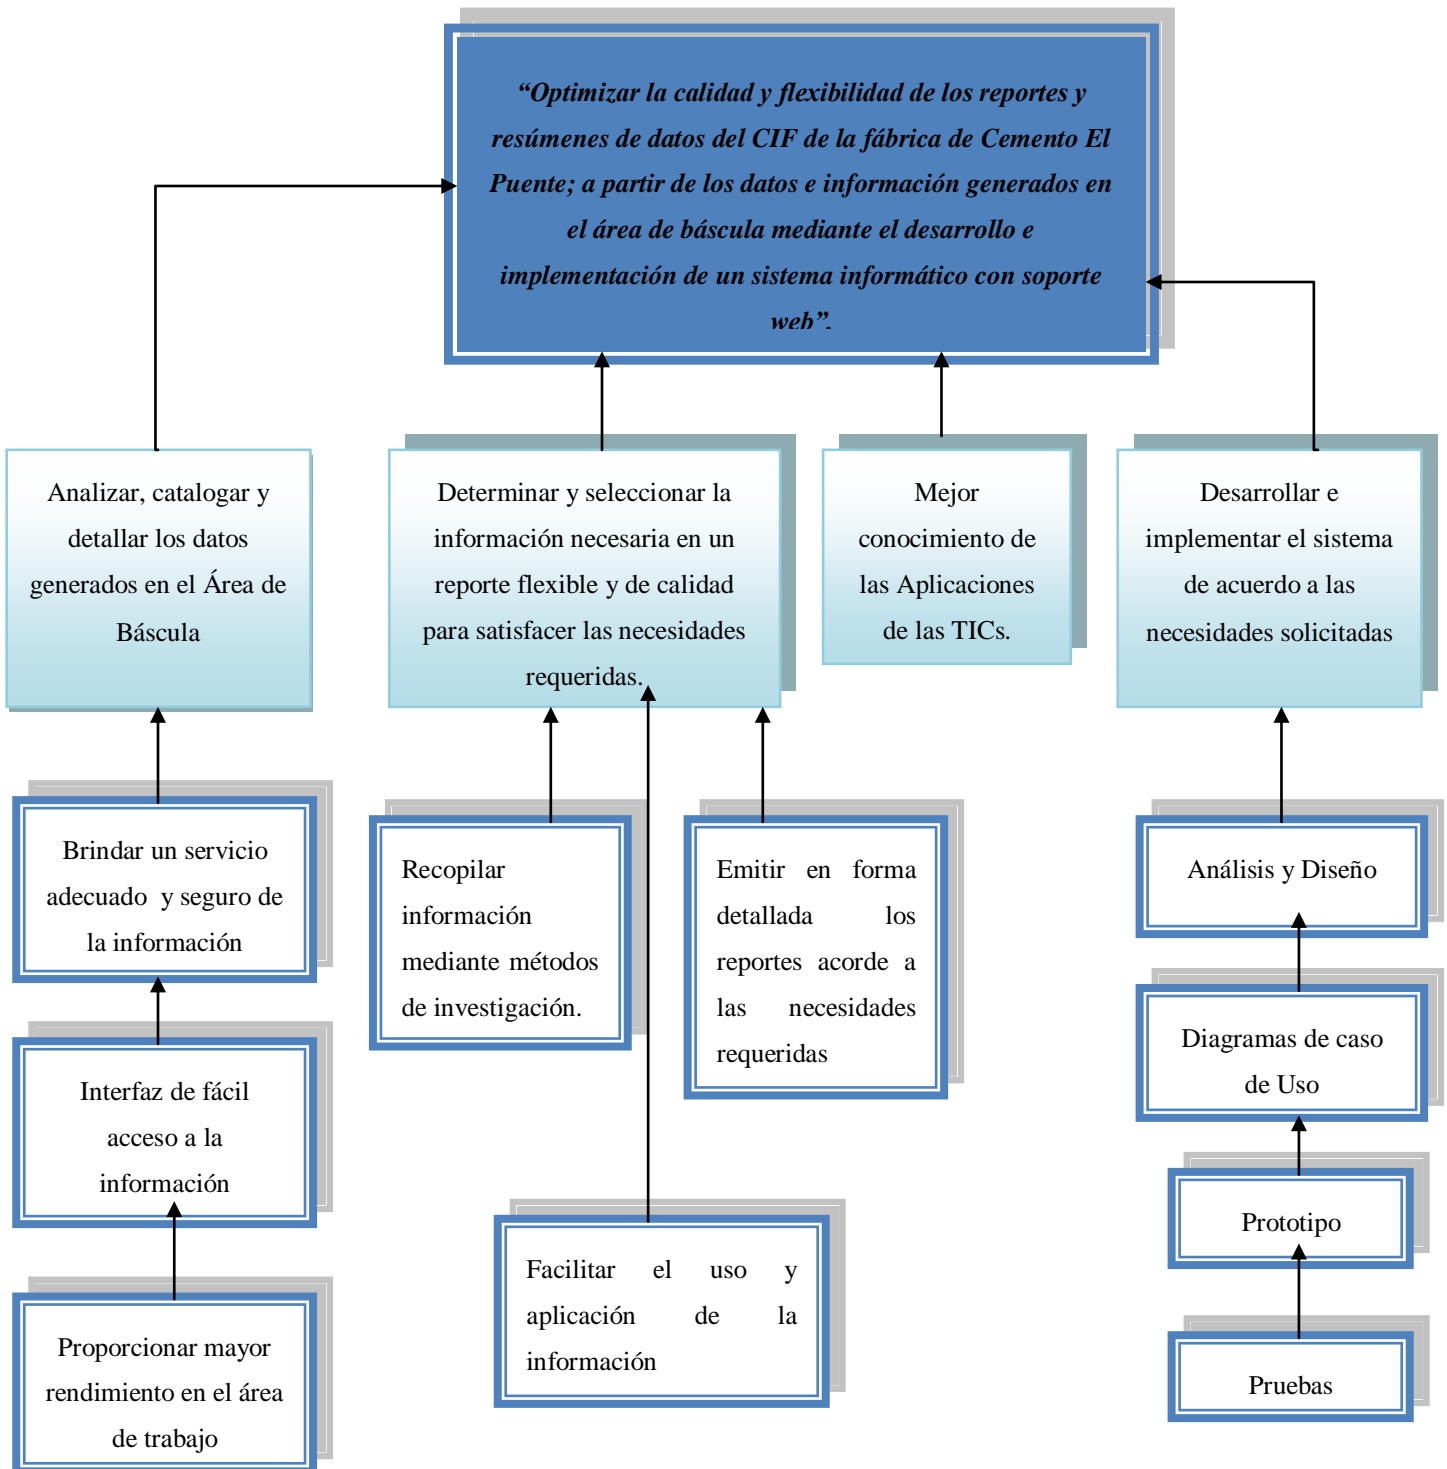 “Optimizar la calidad y flexibilidad de los reportes y
resúmenes de datos del CIF de la fábrica de Cemento El
Puente; a partir de los datos e información generados en
el área de báscula mediante el desarrollo e
implementación de un sistema informático con soporte
web”.
Analizar, catalogar y
detallar los datos
generados en el Área de
Báscula
Determinar y seleccionar la
información necesaria en un
reporte flexible y de calidad
para satisfacer las necesidades
requeridas.
Mejor
conocimiento de
las Aplicaciones
de las TICs.
Desarrollar e
implementar el sistema
de acuerdo a las
necesidades solicitadas
Brindar un servicio
adecuado y seguro de
la información
Recopilar
información
mediante métodos
de investigación.
Emitir en forma
detallada los
reportes acorde a
las necesidades
requeridas
Análisis y Diseño
Interfaz de fácil
acceso a la
información
Diagramas de caso
de Uso
Prototipo
Facilitar el uso y
aplicación de la
información
Proporcionar mayor
rendimiento en el área
de trabajo
Pruebas